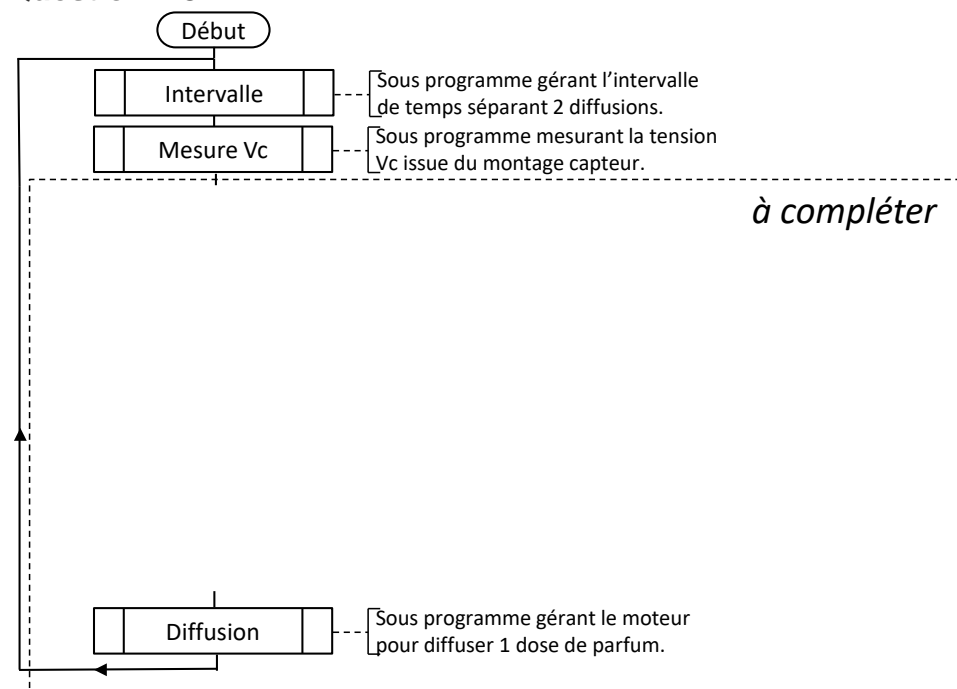 Début
Intervalle
Sous programme gérant l'intervalle
de temps séparant 2 diffusions.
Mesure Vc
Sous programme mesurant la tension
Vc issue du montage capteur.
à compléter
Diffusion
Sous programme gérant le moteur
pour diffuser 1 dose de parfum.